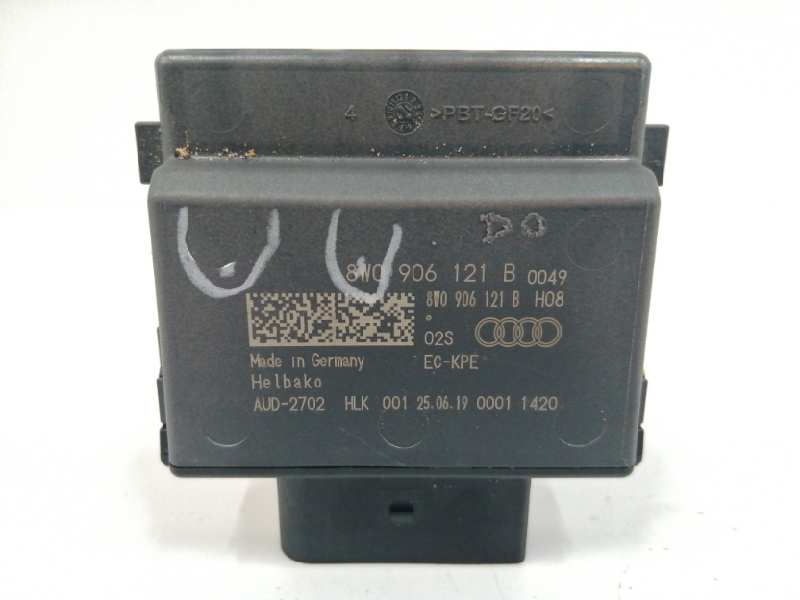 4 >PBT-GF20<
8W0 906 121 B 0049
8W0 906 121 B H08
02S
Made in Germany EC-KPE
Helbako
AUD-2702 HLK 001 25.06.19 0001 1420